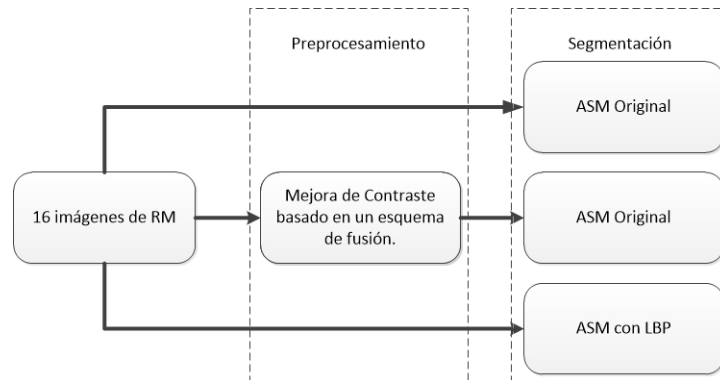 Preprocesamiento
Segmentación
ASM Original
16 imágenes de RM
Mejora de Contraste
basado en un esquema
de fusión.
ASM Original
ASM con LBP